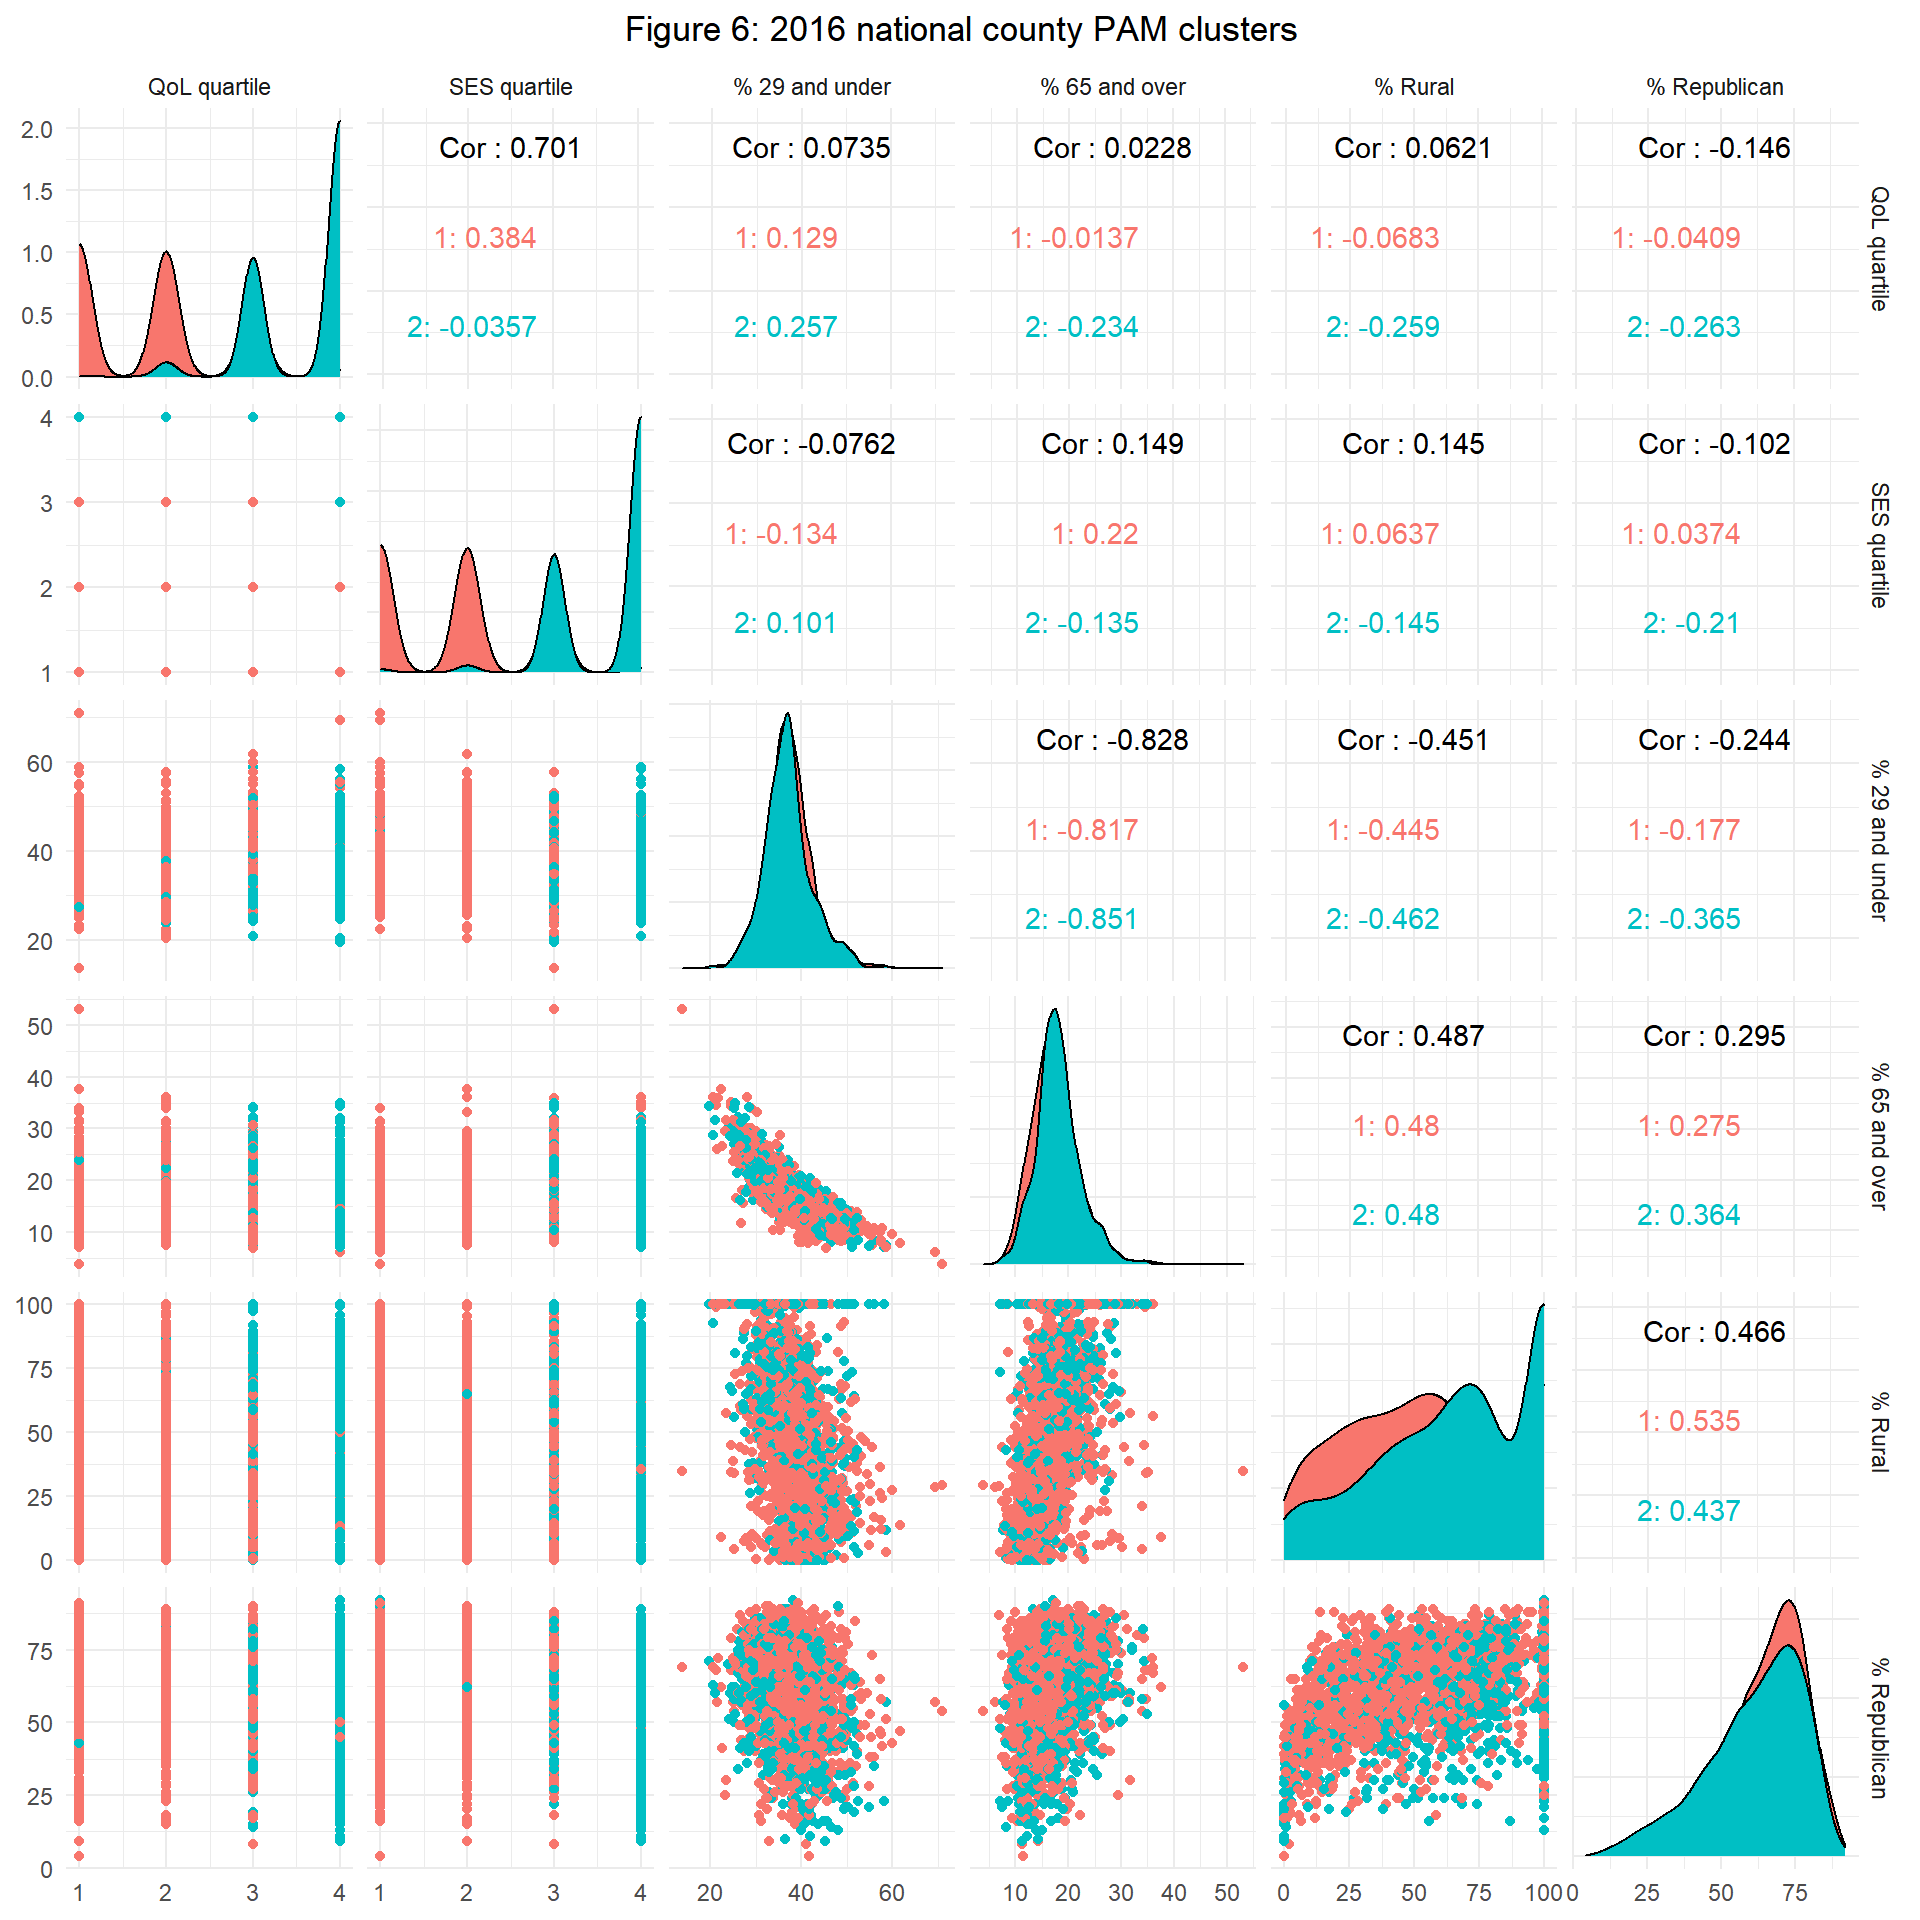 Figure 6: 2016 national county PAM clusters
QoL quartile SES quartile % 29 and under % 65 and over % Rural % Republican
2.0
1.5
1.0
0.5
0.0
Cor : 0.701
1: 0.384
2: -0.0357
Cor : 0.0735
1: 0.129
2: 0.257
Cor : 0.0228
1: -0.0137
2: -0.234
Cor : 0.0621
1: -0.0683
2: -0.259
Cor : -0.146
1: -0.0409
2: -0.263
QoL quartile
4
3
2
1
Cor : -0.0762
1: -0.134
2: 0.101
Cor : 0.149
1: 0.22
2: -0.135
Cor : 0.145
1: 0.0637
2: -0.145
Cor : -0.102
1: 0.0374
2: -0.21
SES quartile
60
40
20
Cor : -0.828
1: -0.817
2: -0.851
Cor : -0.451
1: -0.445
2: -0.462
Cor : -0.244
1: -0.177
2: -0.365
% 29 and under
50
40
30
20
10
Cor : 0.487
1: 0.48
2: 0.48
Cor : 0.295
1: 0.275
2: 0.364
% 65 and over
100
75
50
25
0
Cor : 0.466
1: 0.535
2: 0.437
% Rural
75
50
25
0
% Republican
1 2 3 4 1 2 3 4 20 40 60 10 20 30 40 50 0 25 50 75 100 0 25 50 75